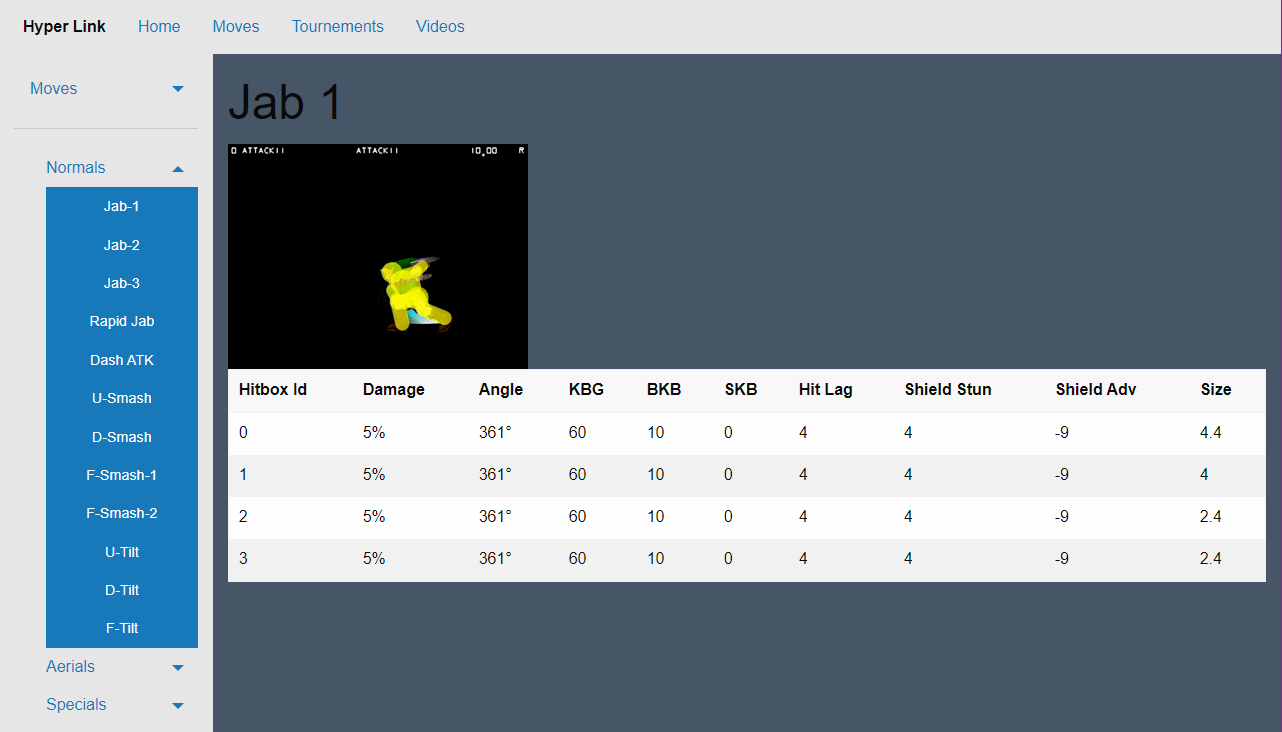 Hyper Link Home Moves Tournements Videos
Moves
Normals
Jab-1
Jab-2
Jab-3
Rapid Jab
Dash ATK
U-Smash
D-Smash
F-Smash-1
F-Smash-2
U-Tilt
D-Tilt
F-Tilt
Aerials
Specials
Jab 1
0 ATTACK11 ATTACK11 10.00 R
Hitbox Id Damage Angle KBG BKB SKB Hit Lag Shield Stun Shield Adv Size
0 5% 361° 60 10 0 4 4 -9 4.4
1 5% 361° 60 10 0 4 4 -9 4
2 5% 361° 60 10 0 4 4 -9 2.4
3 5% 361° 60 10 0 4 4 -9 2.4